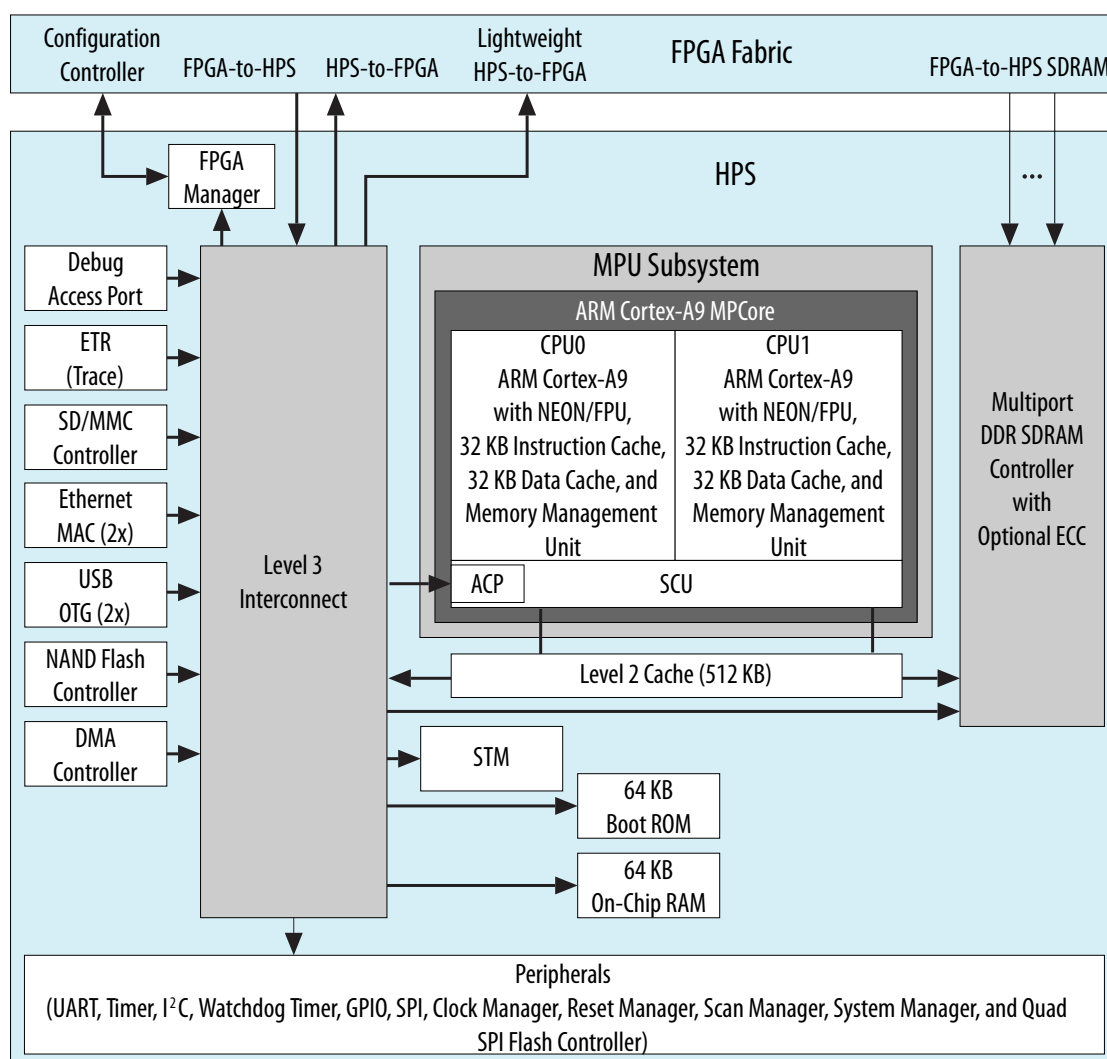 Configuration
Controller
FPGA-to-HPS
HPS-to-FPGA
Lightweight
HPS-to-FPGA
FPGA Fabric
FPGA-to-HPS SDRAM
HPS
FPGA
Manager
...
Debug
Access Port
ETR
(Trace)
SD/MMC
Controller
Ethernet
MAC (2x)
USB
OTG (2x)
NAND Flash
Controller
DMA
Controller
Level 3
Interconnect
MPU Subsystem
ARM Cortex-A9 MPCore
CPU0
ARM Cortex-A9
with NEON/FPU,
32 KB Instruction Cache,
32 KB Data Cache, and
Memory Management
Unit
CPU1
ARM Cortex-A9
with NEON/FPU,
32 KB Instruction Cache,
32 KB Data Cache, and
Memory Management
Unit
ACP
SCU
Level 2 Cache (512 KB)
Multiport
DDR SDRAM
Controller
with
Optional ECC
STM
64 KB
Boot ROM
64 KB
On-Chip RAM
Peripherals
(UART, Timer, I²C, Watchdog Timer, GPIO, SPI, Clock Manager, Reset Manager, Scan Manager, System Manager, and Quad
SPI Flash Controller)